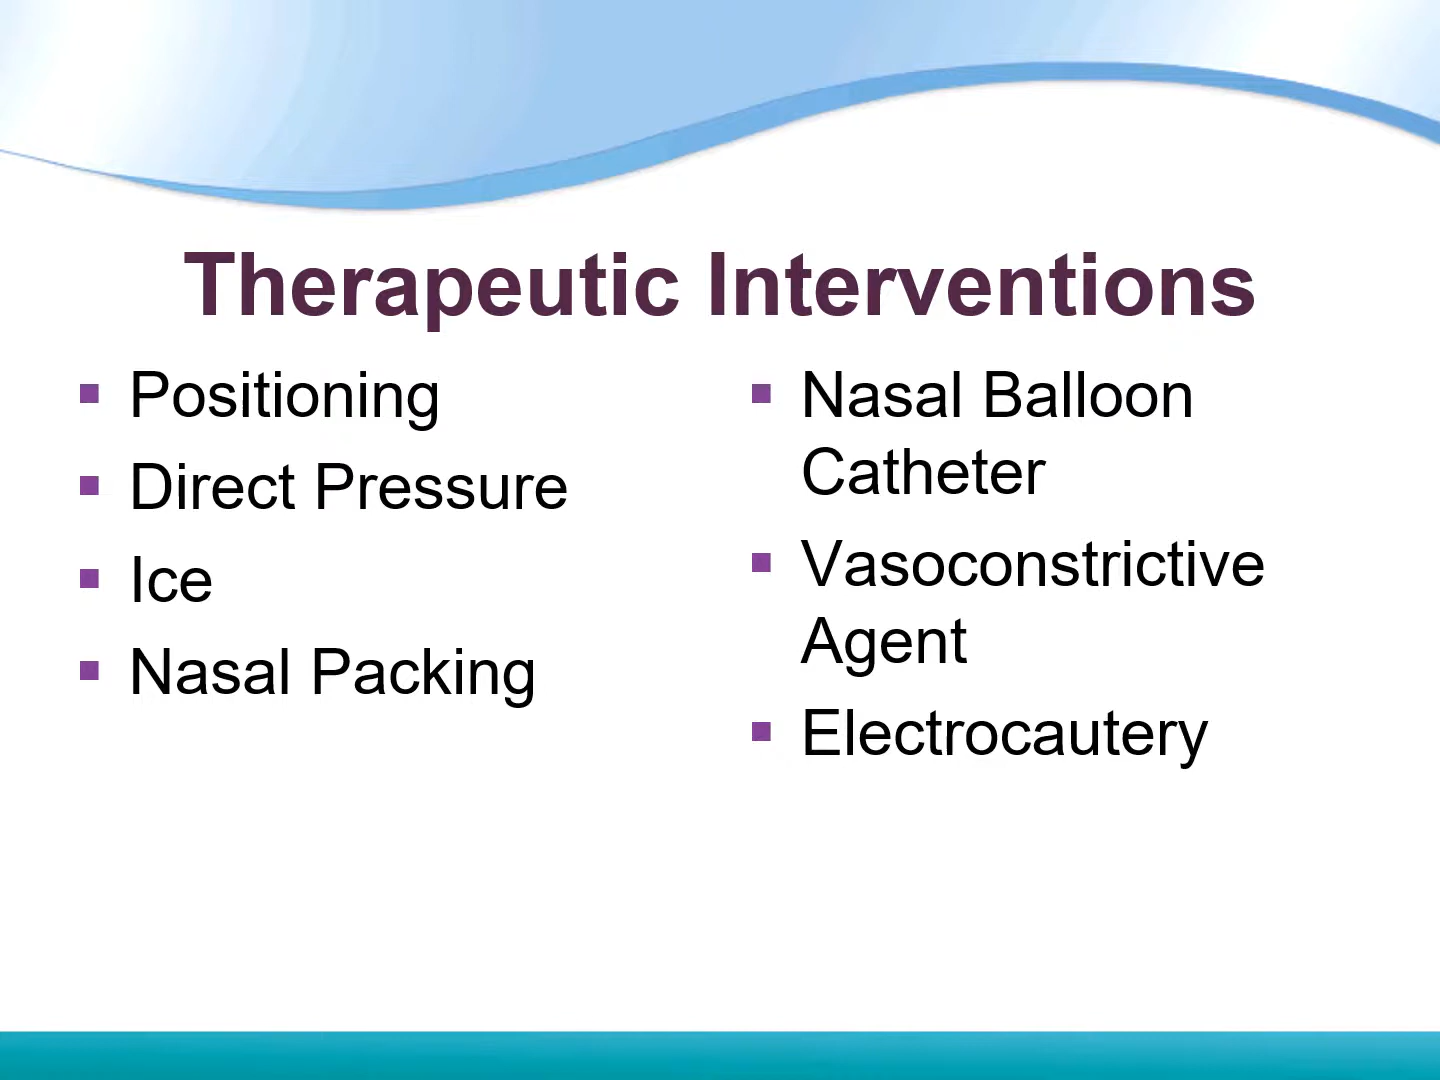 Therapeutic Interventions
Positioning
Direct Pressure
Ice
Nasal Packing
Nasal Balloon
Catheter
Vasoconstrictive
Agent
Electrocautery